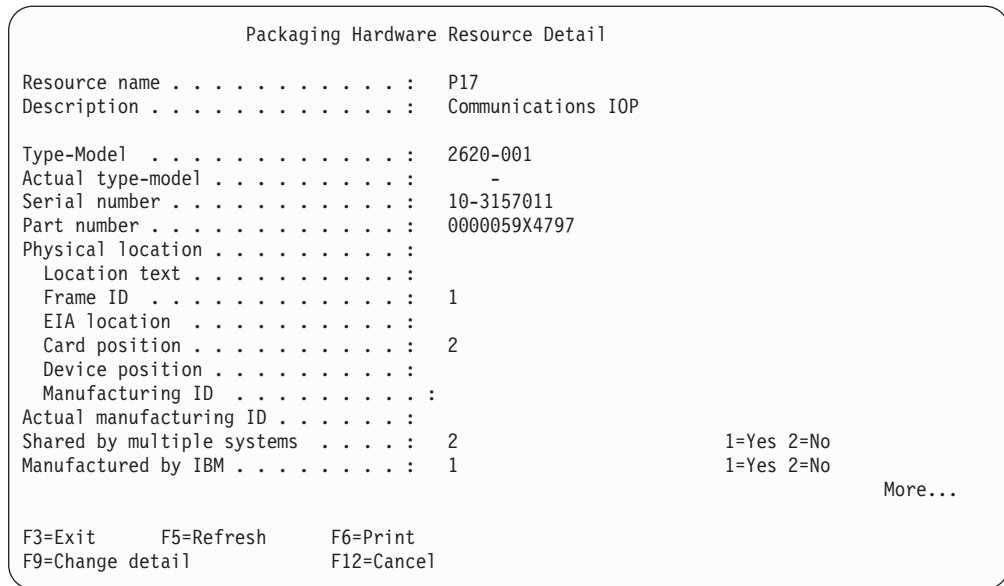 Packaging Hardware Resource Detail
Resource name . . . . . . . . . . . . : P17
Description . . . . . . . . . . . . . : Communications IOP
Type-Model . . . . . . . . . . . . : 2620-001
Actual type-model . . . . . . . . . . : -
Serial number . . . . . . . . . . . . : 10-3157011
Part number . . . . . . . . . . . . . : 0000059X4797
Physical location . . . . . . . . . . :
Location text . . . . . . . . . . . :
Frame ID . . . . . . . . . . . . . : 1
EIA location . . . . . . . . . . . :
Card position . . . . . . . . . . . : 2
Device position . . . . . . . . . . :
Manufacturing ID . . . . . . . . . :
Actual manufacturing ID . . . . . . :
Shared by multiple systems . . . . : 2 1=Yes 2=No
Manufactured by IBM . . . . . . . . . : 1 1=Yes 2=No
More...
F3=Exit F5=Refresh F6=Print
F9=Change detail F12=Cancel